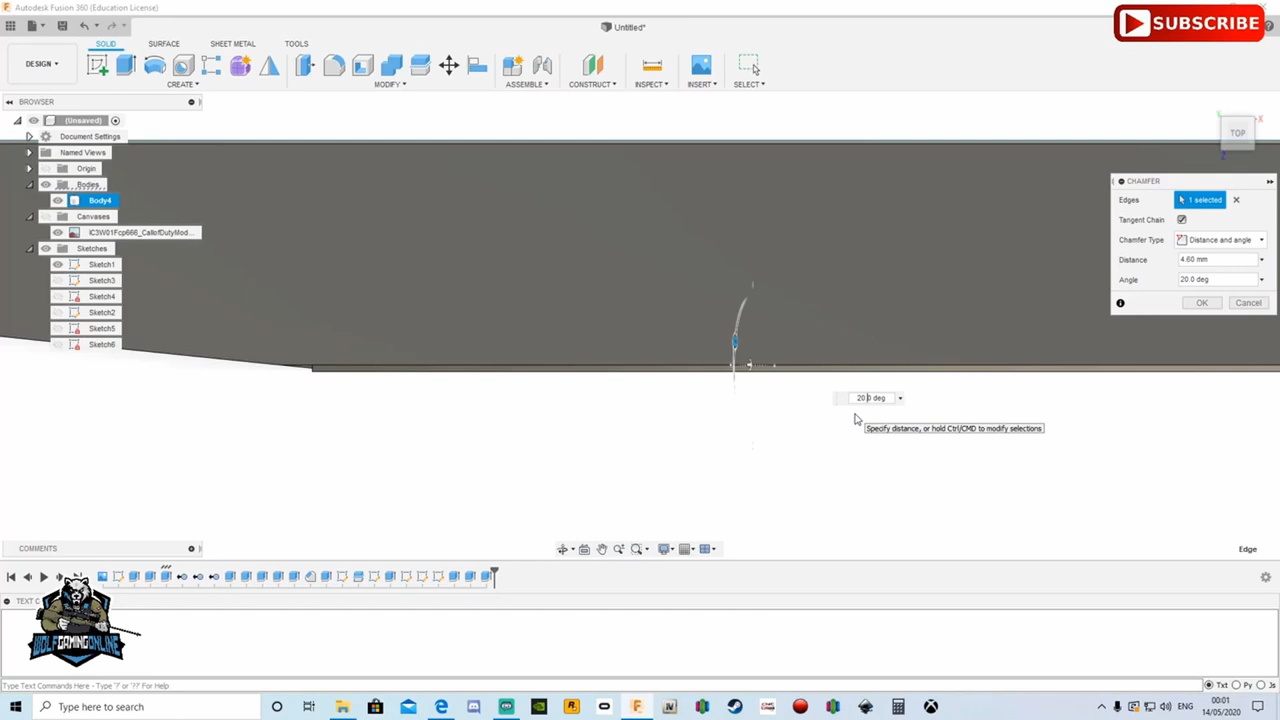 Autodesk Fusion 360 (Education License)
SUBSCRIBE
Untitled*
SOLID SURFACE SHEET METAL TOOLS
DESIGN
CREATE MODIFY ASSEMBLE CONSTRUCT INSPECT INSERT SELECT
BROWSER
(Unsaved)
Document Settings
Named Views
Origin
Bodies
Body4
Canvases
IC3W01Fcp666_CallofDutyMod...
Sketches
Sketch1
Sketch3
Sketch4
Sketch2
Sketch5
Sketch6
TOP
X
Z
CHAMFER
Edges 1 selected
Tangent Chain
Chamfer Type Distance and angle
Distance 4.60 mm
Angle 20.0 deg
OK Cancel
20.0 deg
Specify distance, or hold Ctrl/CMD to modify selections
COMMENTS
Edge
TEXT C
WOLFGAMINGONLINE
Type Text Commands Here - Type '?' or '??' For Help
Txt Py Js
Type here to search
ENG
00:01
14/05/2020